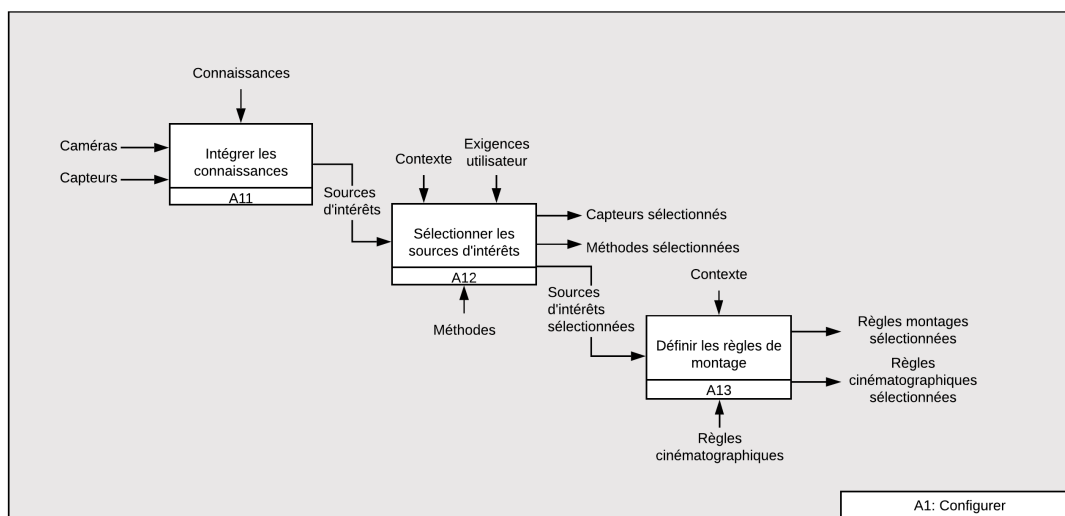 Connaissances
Caméras
Capteurs
Intégrer les
connaissances
A11
Sources
d'intérêts
Contexte
Exigences
utilisateur
Sélectionner les
sources d'intérêts
A12
Méthodes
Capteurs sélectionnés
Méthodes sélectionnées
Sources
d'intérêts
sélectionnées
Contexte
Définir les règles de
montage
A13
Règles
cinématographiques
Règles montages
sélectionnées
Règles
cinématographiques
sélectionnées
A1: Configurer